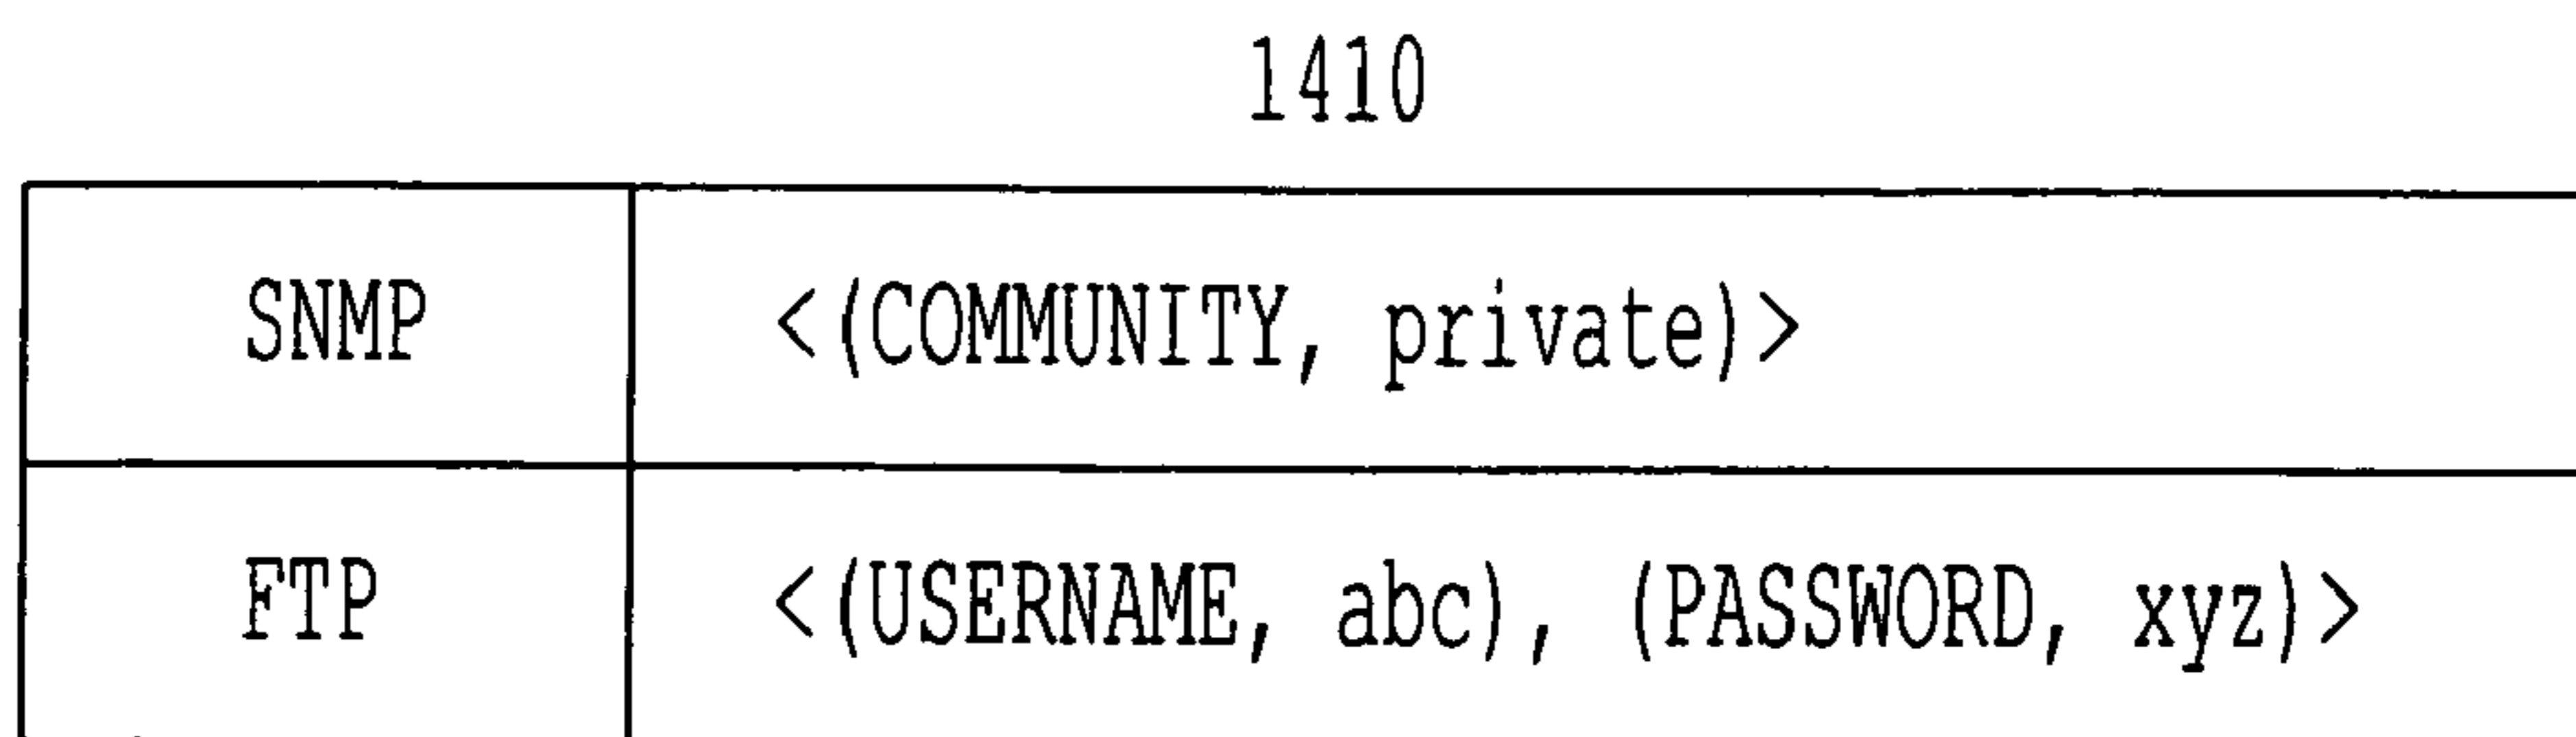 1410
SNMP <(COMMUNITY, private)>
FTP <(USERNAME, abc), (PASSWORD, xyz)>